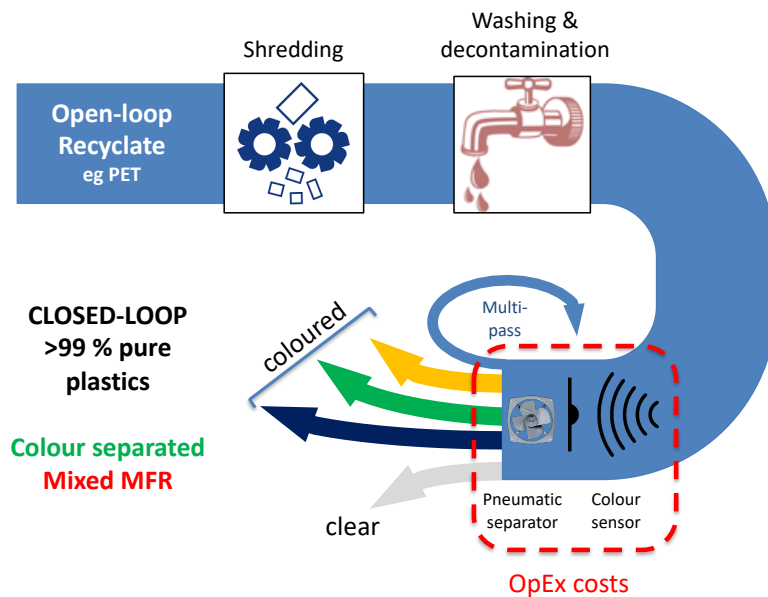 Shredding
Washing &
decontamination
Open-loop
Recyclate
eg PET
Multi-
pass
coloured
CLOSED-LOOP
>99 % pure
plastics
Colour separated
Mixed MFR
clear
Pneumatic
separator
Colour
sensor
OpEx costs